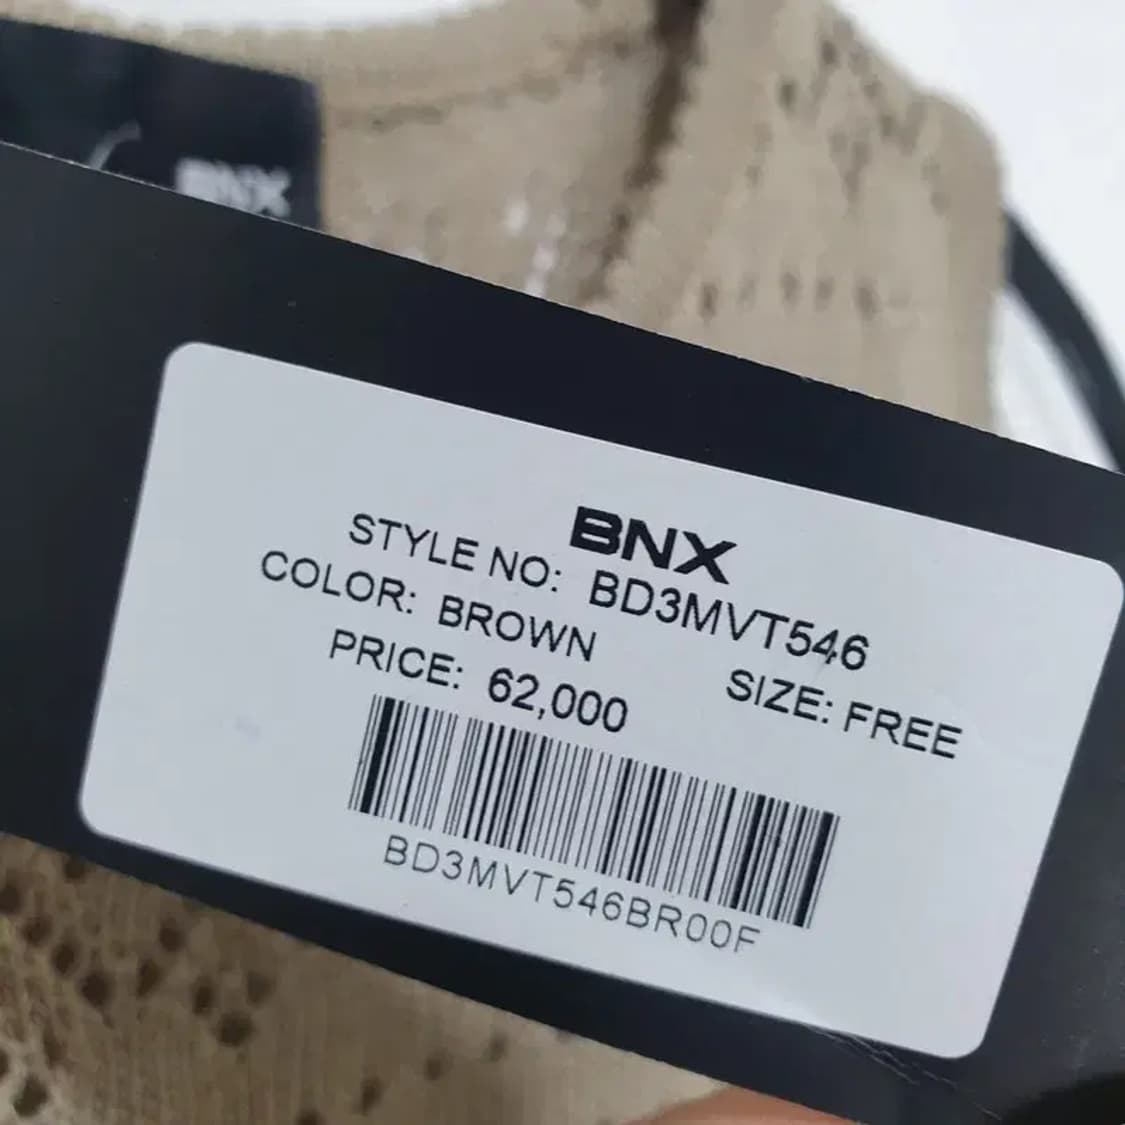 BNX
BNX
STYLE NO: BD3MVT546
COLOR: BROWN SIZE: FREE
PRICE: 62,000
BD3MVT546BR00F